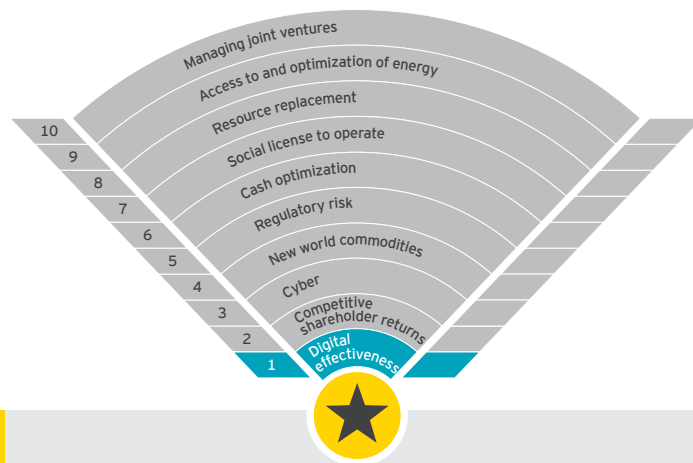 Managing joint ventures
Access to and optimization of energy
10
Resource replacement
9
Social license to operate
8
Cash optimization
7
Regulatory risk
6
New world commodities
5
Cyber
4
Competitive
shareholder returns
3
2
Digital
effectiveness
1